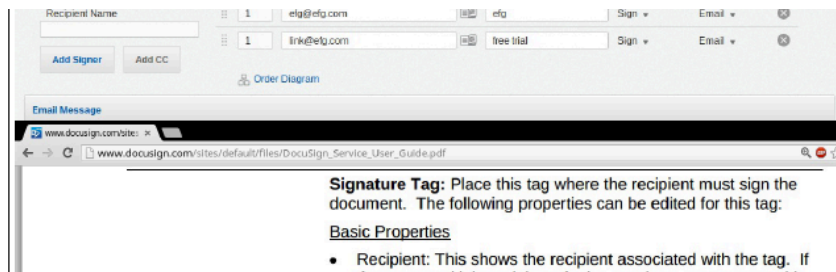 Recipient Name
1 elg@efg.com efg Sign Email
1 link@efg.com free trial Sign Email
Add Signer Add CC
Order Diagram
Email Message
www.docusign.com/site:
www.docusign.com/sites/default/files/DocuSign_Service_User_Guide.pdf
Signature Tag: Place this tag where the recipient must sign the
document. The following properties can be edited for this tag:
Basic Properties
• Recipient: This shows the recipient associated with the tag. If